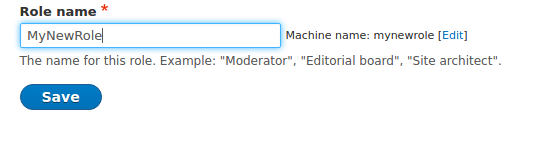 Role name *
MyNewRole Machine name: mynewrole [Edit]
The name for this role. Example: "Moderator", "Editorial board", "Site architect".
Save